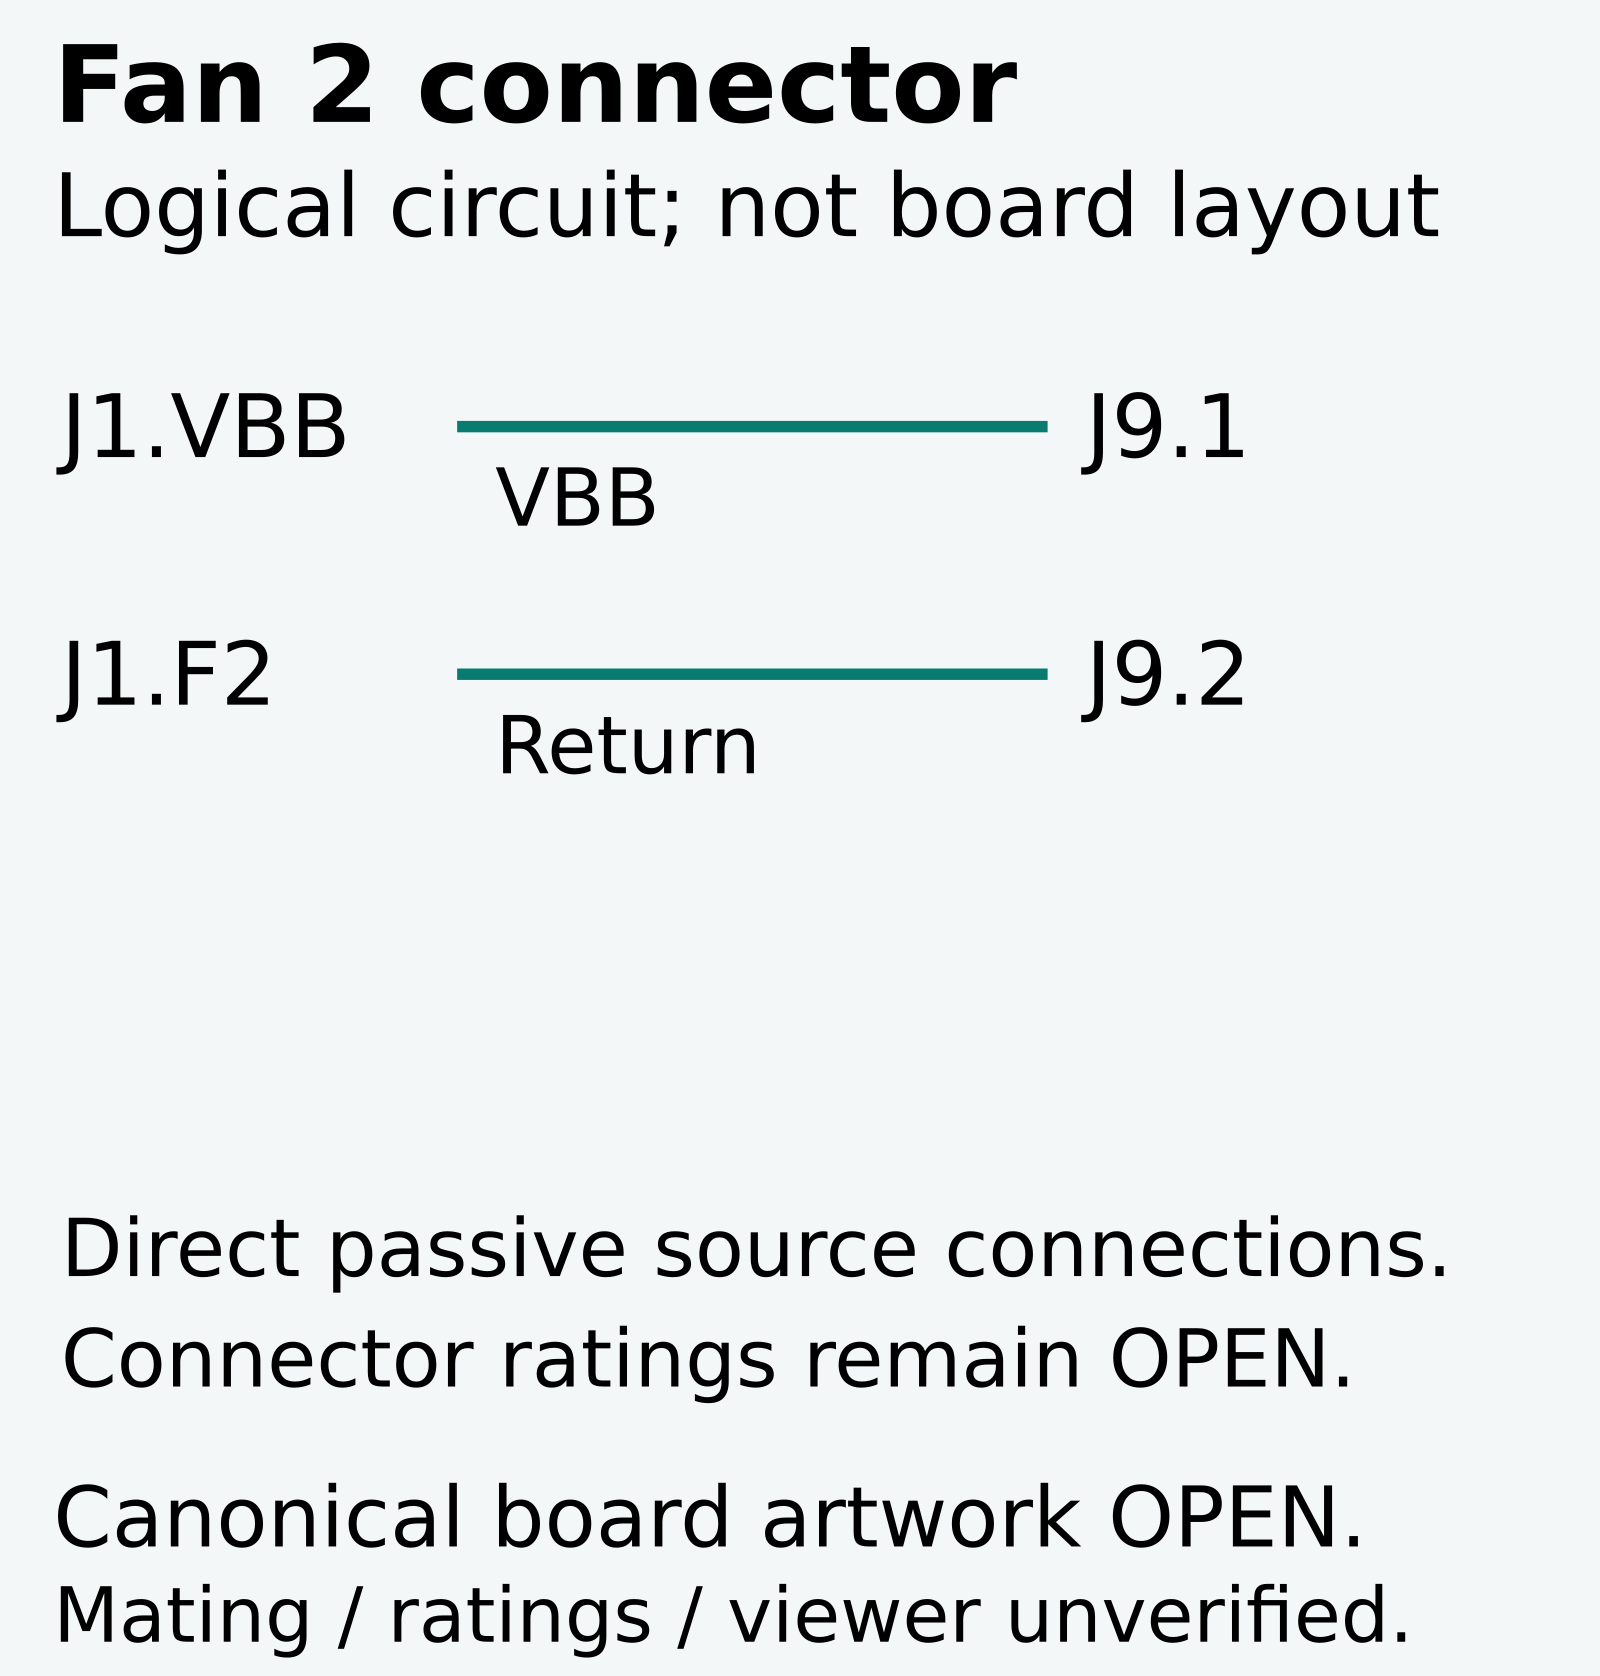 Fan 2 connector
Logical circuit; not board layout
J1.VBB
J9.1
VBB
J1.F2
J9.2
Return
Direct passive source connections.
Connector ratings remain OPEN.
Canonical board artwork OPEN.
Mating / ratings / viewer unverified.